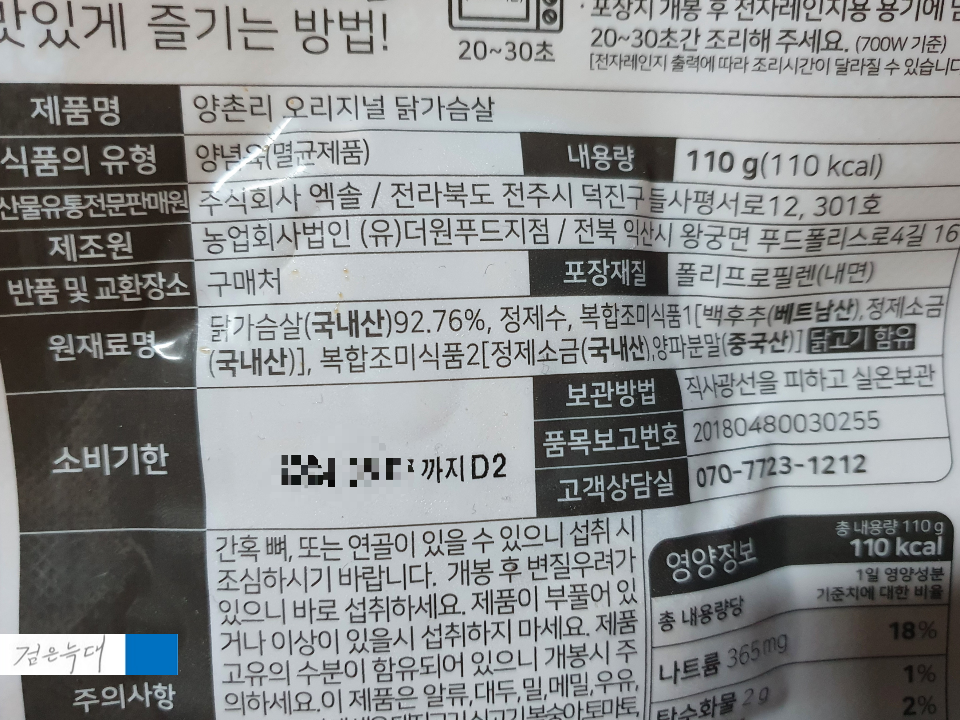 맛있게 즐기는 방법!
20~30초
· 포장지 개봉 후 전자레인지용 용기에
20~30초간 조리해 주세요. (700W 기준)
[전자레인지 출력에 따라 조리시간이 달라질 수 있습니다
제품명 양촌리 오리지널 닭가슴살
식품의 유형 양념육(멸균제품) 내용량 110 g(110 kcal)
산물유통전문판매원 주식회사 엑솔 / 전라북도 전주시 덕진구 들사평서로12, 301호
제조원 농업회사법인 (유)더원푸드지점 / 전북 익산시 왕궁면 푸드폴리스로4길 16
반품 및 교환장소 구매처 포장재질 폴리프로필렌(내면)
원재료명 닭가슴살(국내산)92.76%, 정제수, 복합조미식품1[백후추(베트남산),정제소금
(국내산)], 복합조미식품2[정제소금(국내산),양파분말(중국산)] 닭고기 함유
소비기한 까지 D2
보관방법 직사광선을 피하고 실온보관
품목보고번호 20180480030255
고객상담실 070-7723-1212
주의사항
간혹 뼈, 또는 연골이 있을 수 있으니 섭취 시
조심하시기 바랍니다. 개봉 후 변질우려가
있으니 바로 섭취하세요. 제품이 부풀어 있
거나 이상이 있을시 섭취하지 마세요. 제품
고유의 수분이 함유되어 있으니 개봉시 주
의하세요.이 제품은 알류,대두,밀,메밀,우유,
영양정보 총 내용량 110 g
110 kcal
총 내용량당 1일 영양성분
기준치에 대한 비율
나트륨 365 mg 18%
탄수화물 2 g 1%
2%
검은늑대